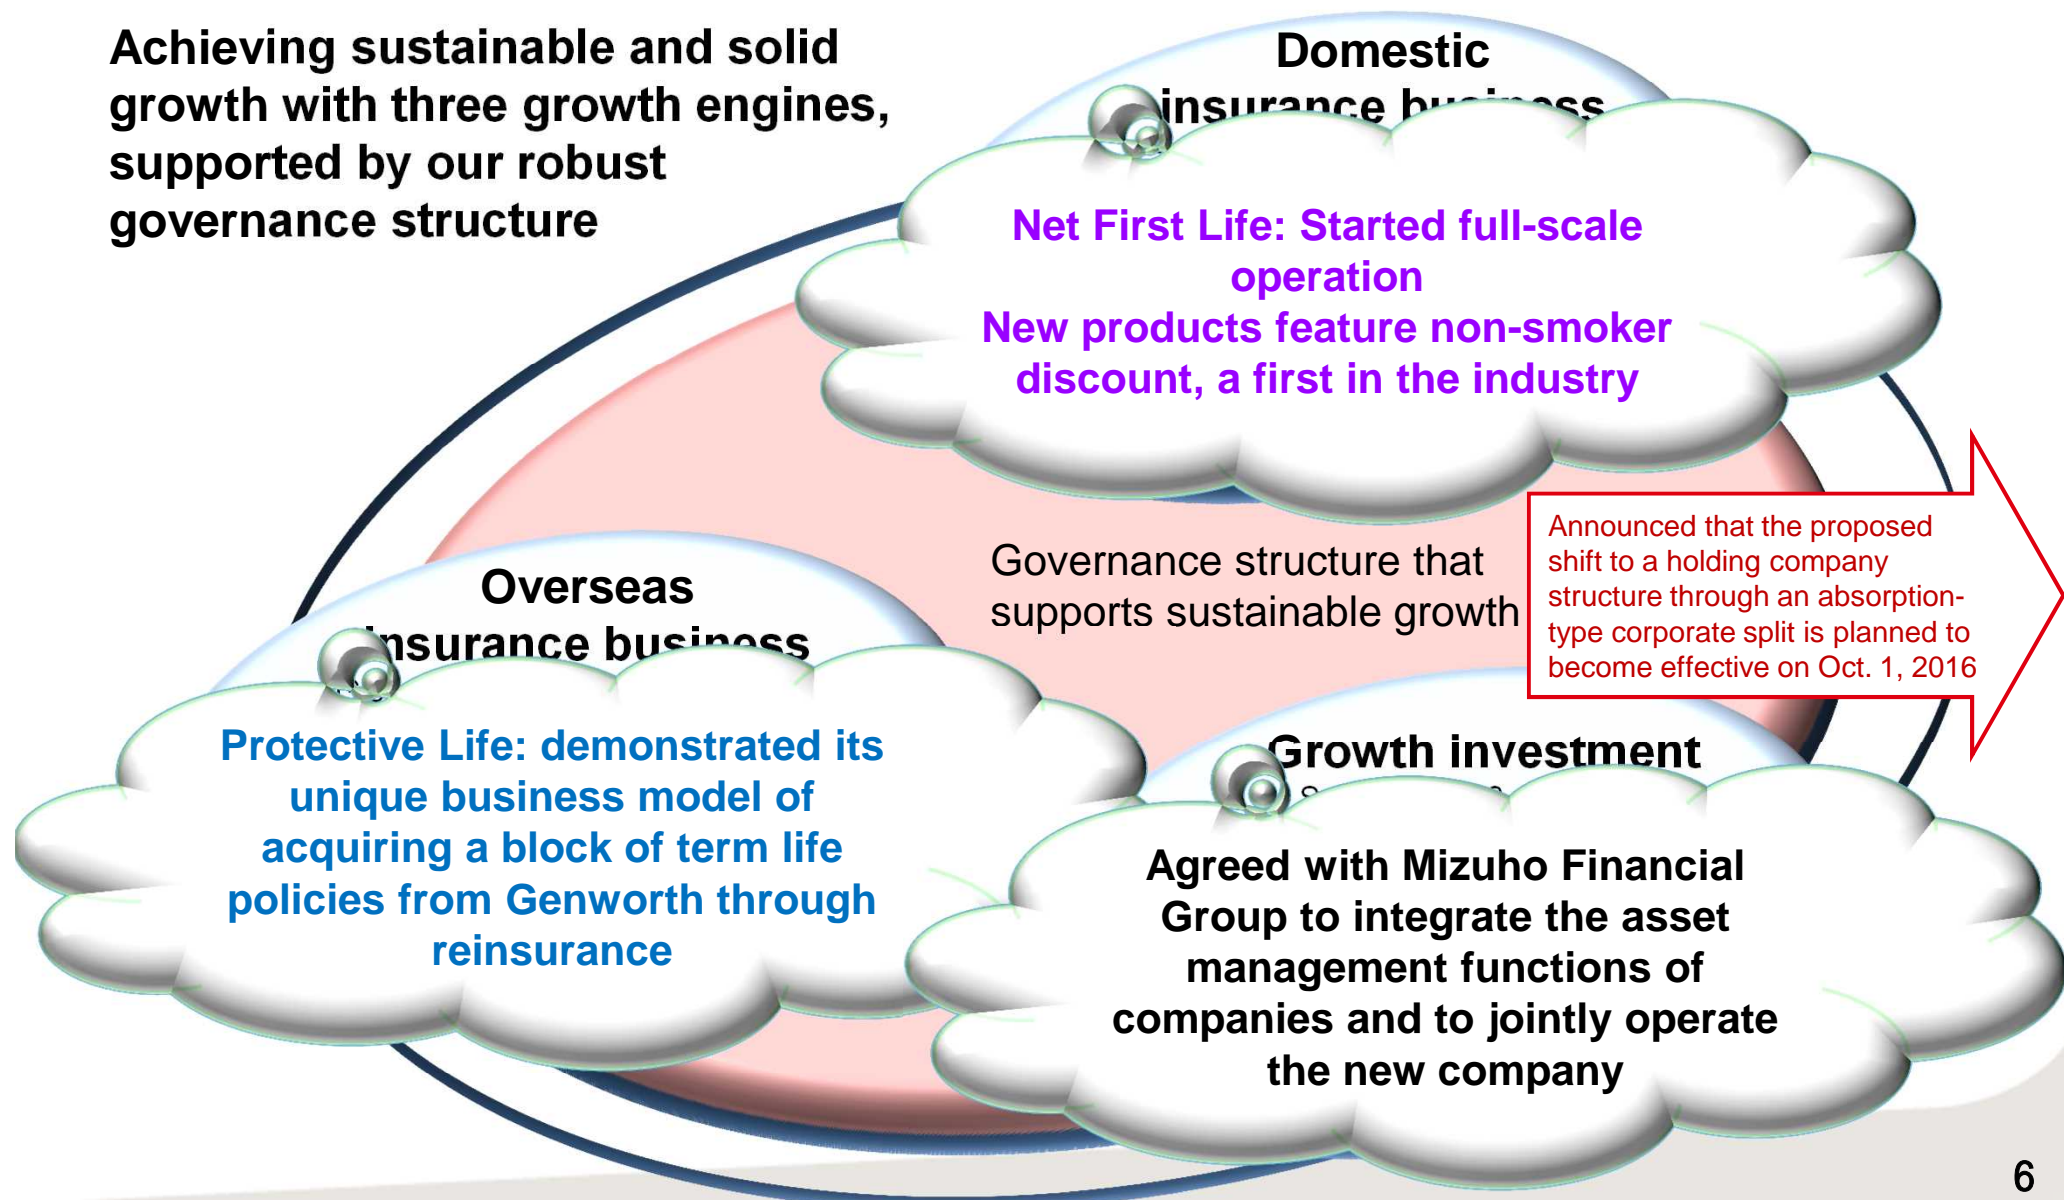 Achieving sustainable and solid
growth with three growth engines,
supported by our robust
governance structure
Domestic
insurance business
Net First Life: Started full-scale
operation
New products feature non-smoker
discount, a first in the industry
Governance structure that
supports sustainable growth
Announced that the proposed
shift to a holding company
structure through an absorption-
type corporate split is planned to
become effective on Oct. 1, 2016
Overseas
insurance business
Protective Life: demonstrated its
unique business model of
acquiring a block of term life
policies from Genworth through
reinsurance
Growth investment
Agreed with Mizuho Financial
Group to integrate the asset
management functions of
companies and to jointly operate
the new company
6